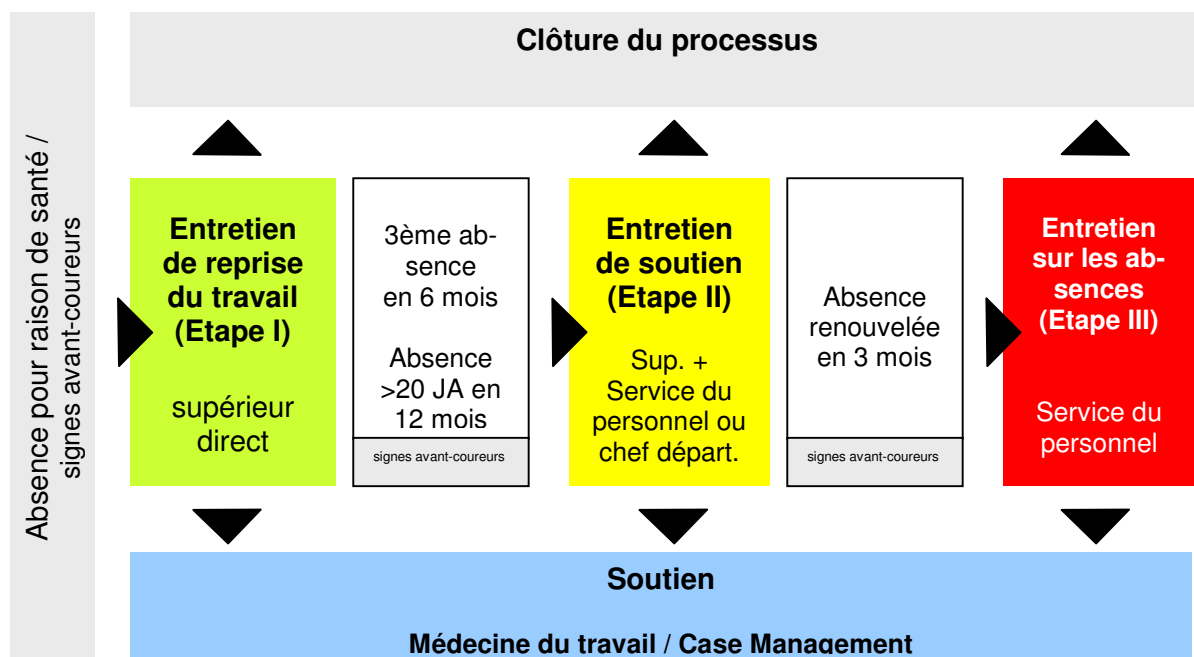 Absence pour raison de santé /
signes avant-coureurs
Clôture du processus
Entretien
de reprise
du travail
(Etape I)
supérieur
direct
3ème ab-
sence
en 6 mois
Absence
>20 JA en
12 mois
signes avant-coureurs
Entretien
de soutien
(Etape II)
Sup. +
Service du
personnel ou
chef départ.
Absence
renouvelée
en 3 mois
signes avant-coureurs
Entretien
sur les ab-
sences
(Etape III)
Service du
personnel
Soutien
Médecine du travail / Case Management